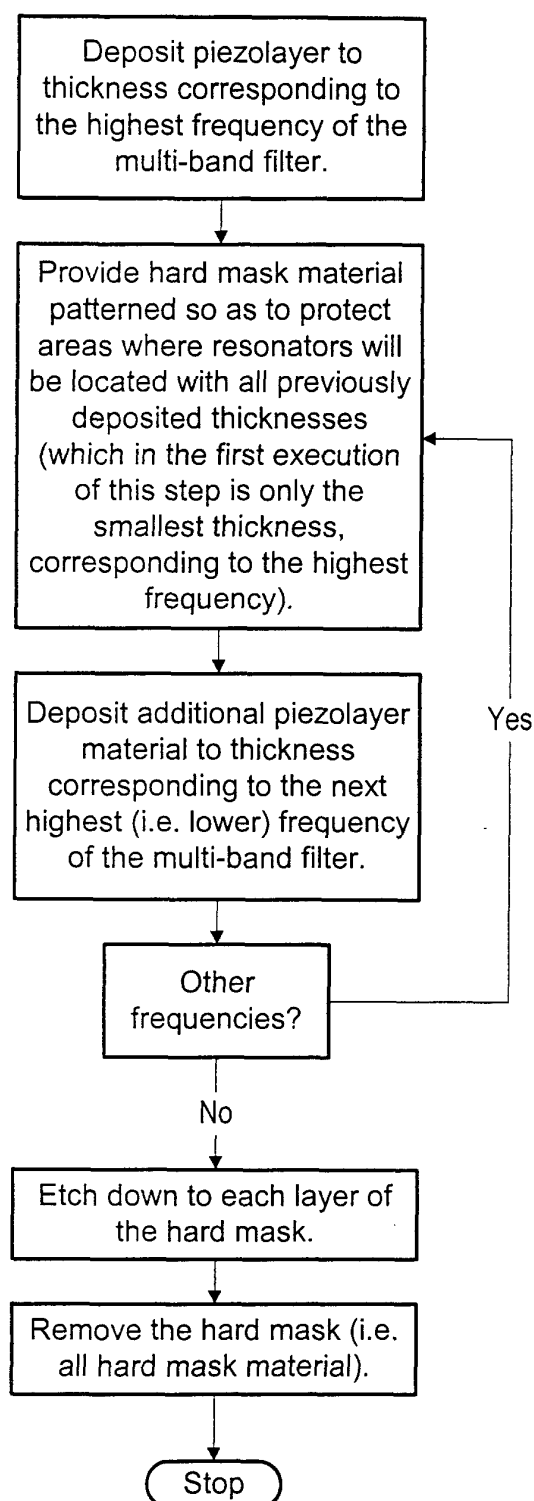 Deposit piezolayer to
thickness corresponding to
the highest frequency of the
multi-band filter.
Provide hard mask material
patterned so as to protect
areas where resonators will
be located with all previously
deposited thicknesses
(which in the first execution
of this step is only the
smallest thickness,
corresponding to the highest
frequency).
Deposit additional piezolayer
material to thickness
corresponding to the next
highest (i.e. lower) frequency
of the multi-band filter.
Yes
Other
frequencies?
No
Etch down to each layer of
the hard mask.
Remove the hard mask (i.e.
all hard mask material).
Stop